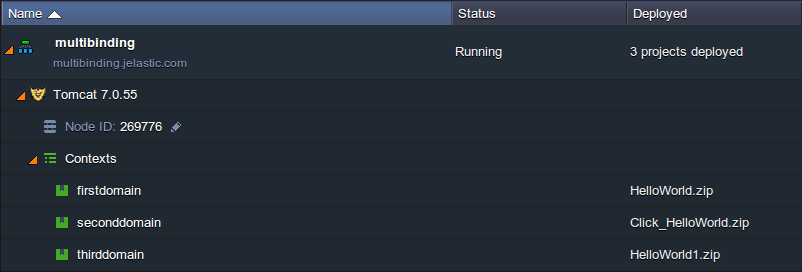 Name Status Deployed
multibinding
multibinding.jelastic.com Running 3 projects deployed
Tomcat 7.0.55
Node ID: 269776
Contexts
firstdomain HelloWorld.zip
seconddomain Click_HelloWorld.zip
thirddomain HelloWorld1.zip